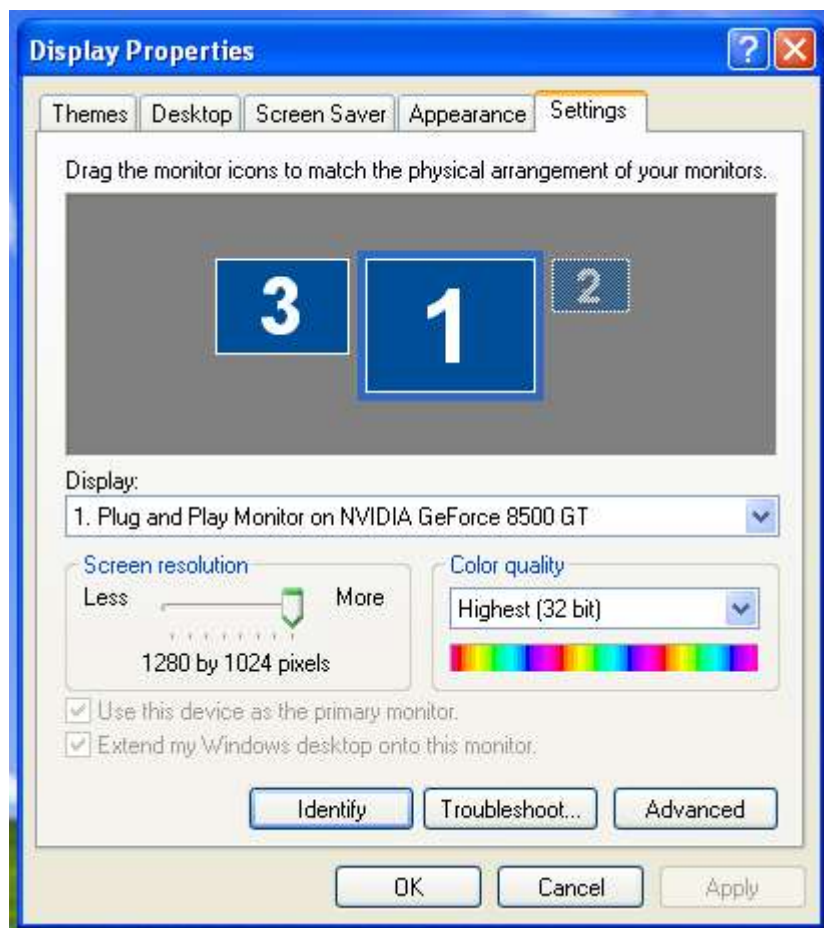 Display Properties
Themes Desktop Screen Saver Appearance Settings
Drag the monitor icons to match the physical arrangement of your monitors.
3 1 2
Display:
1. Plug and Play Monitor on NVIDIA GeForce 8500 GT
Screen resolution
Less More
1280 by 1024 pixels
Color quality
Highest (32 bit)
Use this device as the primary monitor.
Extend my Windows desktop onto this monitor.
Identify Troubleshoot... Advanced
OK Cancel Apply